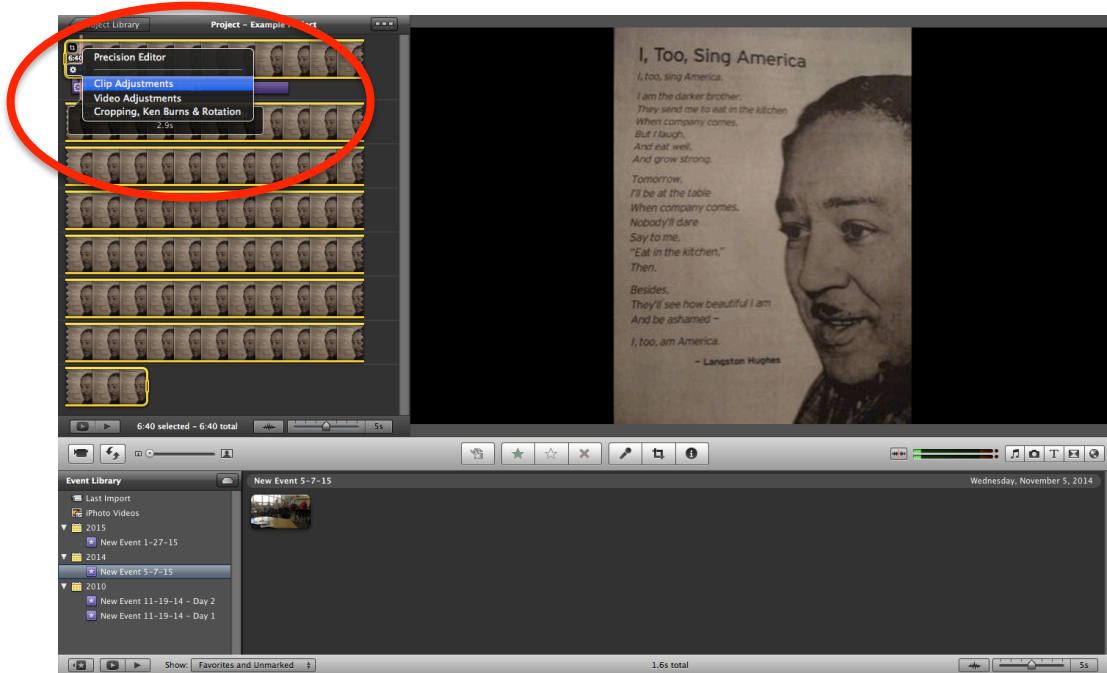 Project Library
Project – Example Project
6:40
Precision Editor
Clip Adjustments
Video Adjustments
Cropping, Ken Burns & Rotation
2.9s
6:40 selected – 6:40 total
5s
I, Too, Sing America
I, too, sing America.
I am the darker brother.
They send me to eat in the kitchen
When company comes,
But I laugh,
And eat well,
And grow strong.
Tomorrow,
I'll be at the table
When company comes.
Nobody'll dare
Say to me,
"Eat in the kitchen,"
Then.
Besides,
They'll see how beautiful I am
And be ashamed –
I, too, am America.
– Langston Hughes
T
Event Library
Last Import
iPhoto Videos
2015
New Event 1-27-15
2014
New Event 5-7-15
2010
New Event 11-19-14 – Day 2
New Event 11-19-14 – Day 1
New Event 5-7-15
Wednesday, November 5, 2014
Show:
Favorites and Unmarked
1.6s total
5s